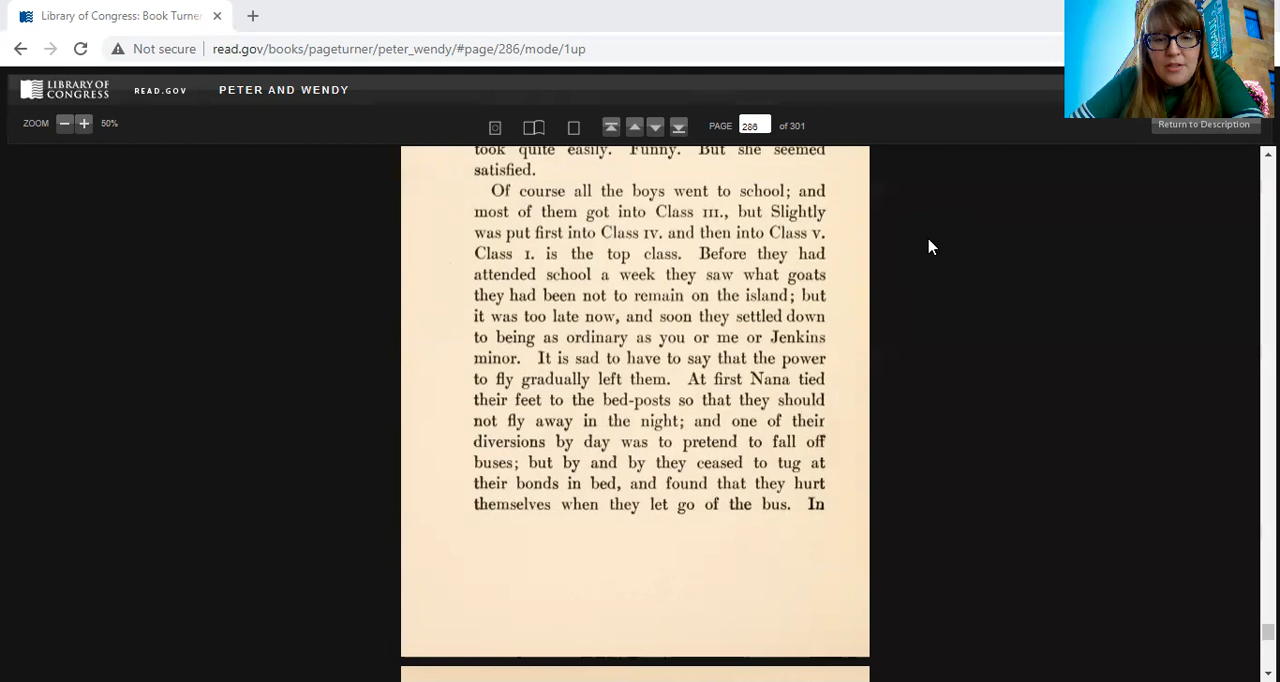 Library of Congress: Book Turner
Not secure
read.gov/books/pageturner/peter_wendy/#page/286/mode/1up
LIBRARY OF CONGRESS
READ.GOV
PETER AND WENDY
ZOOM
50%
PAGE 286 of 301
Return to Description
took quite easily. Funny. But she seemed
satisfied.
Of course all the boys went to school; and
most of them got into Class III., but Slightly
was put first into Class IV. and then into Class V.
Class I. is the top class. Before they had
attended school a week they saw what goats
they had been not to remain on the island; but
it was too late now, and soon they settled down
to being as ordinary as you or me or Jenkins
minor. It is sad to have to say that the power
to fly gradually left them. At first Nana tied
their feet to the bed-posts so that they should
not fly away in the night; and one of their
diversions by day was to pretend to fall off
buses; but by and by they ceased to tug at
their bonds in bed, and found that they hurt
themselves when they let go of the bus. In